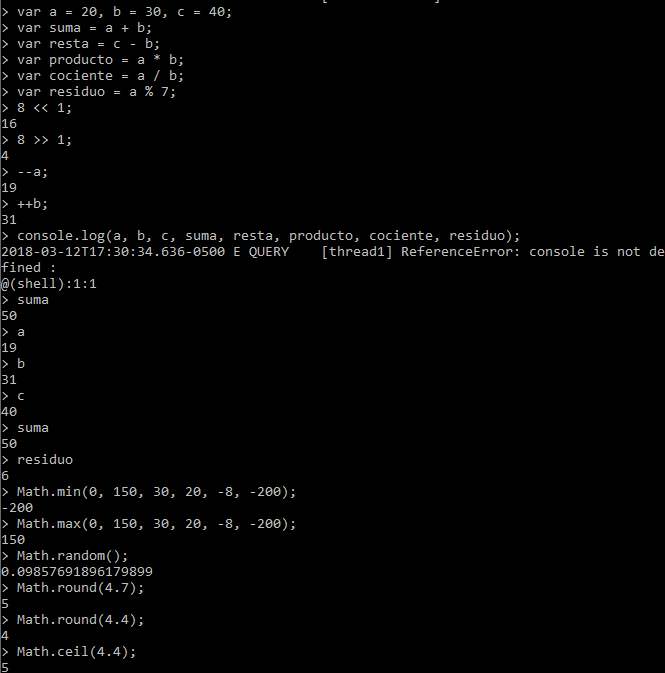 > var a = 20, b = 30, c = 40;
> var suma = a + b;
> var resta = c - b;
> var producto = a * b;
> var cociente = a / b;
> var residuo = a % 7;
> 8 << 1;
16
> 8 >> 1;
4
> --a;
19
> ++b;
31
> console.log(a, b, c, suma, resta, producto, cociente, residuo);
2018-03-12T17:30:34.636-0500 E QUERY    [thread1] ReferenceError: console is not de
fined :
@(shell):1:1
> suma
50
> a
19
> b
31
> c
40
> suma
50
> residuo
6
> Math.min(0, 150, 30, 20, -8, -200);
-200
> Math.max(0, 150, 30, 20, -8, -200);
150
> Math.random();
0.09857691896179899
> Math.round(4.7);
5
> Math.round(4.4);
4
> Math.ceil(4.4);
5